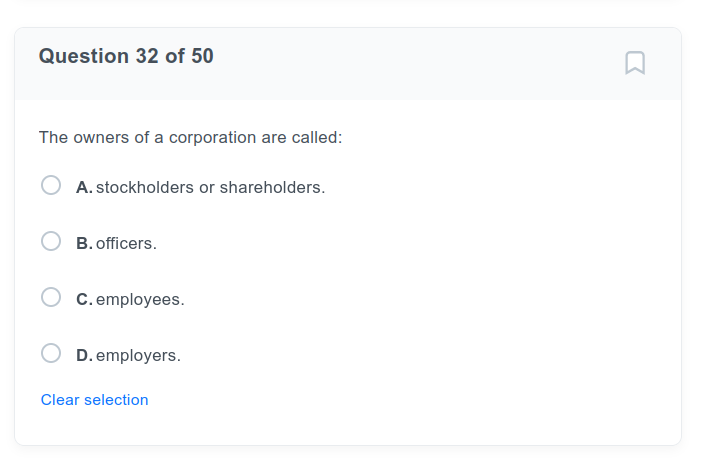 Question 32 of 50
The owners of a corporation are called:
A. stockholders or shareholders.
B. officers.
C. employees.
D. employers.
Clear selection